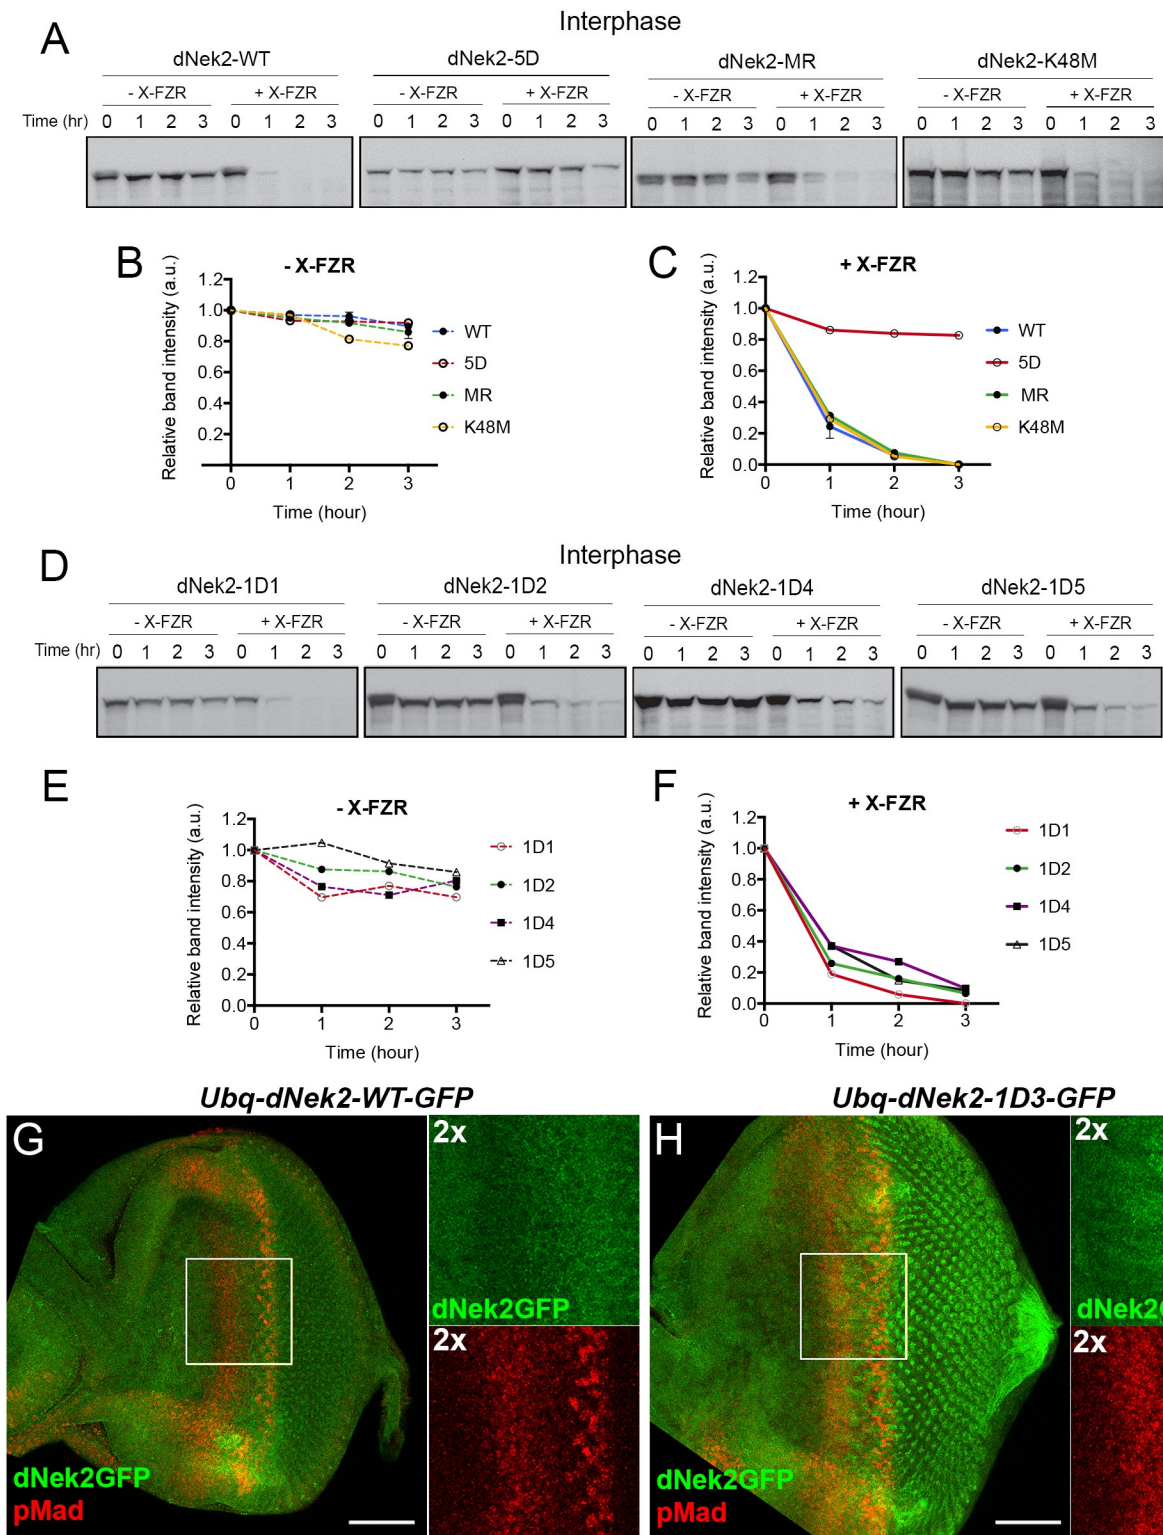 A
Interphase
dNek2-WT
dNek2-5D
dNek2-MR
dNek2-K48M
- X-FZR
+ X-FZR
- X-FZR
+ X-FZR
- X-FZR
+ X-FZR
- X-FZR
+ X-FZR
Time (hr) 0 1 2 3 0 1 2 3 0 1 2 3 0 1 2 3 0 1 2 3 0 1 2 3 0 1 2 3 0 1 2 3
B
- X-FZR
Relative band intensity (a.u.)
1.2
1.0
0.8
0.6
0.4
0.2
0 1 2 3
Time (hour)
WT
5D
MR
K48M
C
+ X-FZR
Relative band intensity (a.u.)
1.2
1.0
0.8
0.6
0.4
0.2
0.0
0 1 2 3
Time (hour)
WT
5D
MR
K48M
D
Interphase
dNek2-1D1
dNek2-1D2
dNek2-1D4
dNek2-1D5
- X-FZR
+ X-FZR
- X-FZR
+ X-FZR
- X-FZR
+ X-FZR
- X-FZR
+ X-FZR
Time (hr) 0 1 2 3 0 1 2 3 0 1 2 3 0 1 2 3 0 1 2 3 0 1 2 3 0 1 2 3 0 1 2 3
E
- X-FZR
Relative band intensity (a.u.)
1.2
1.0
0.8
0.6
0.4
0.2
0.0
0 1 2 3
Time (hour)
1D1
1D2
1D4
1D5
F
+ X-FZR
Relative band intensity (a.u.)
1.2
1.0
0.8
0.6
0.4
0.2
0.0
0 1 2 3
Time (hour)
1D1
1D2
1D4
1D5
Ubq-dNek2-WT-GFP
G
2x
dNek2GFP
2x
dNek2GFP
pMad
Ubq-dNek2-1D3-GFP
H
2x
2x
dNek2GFP
pMad